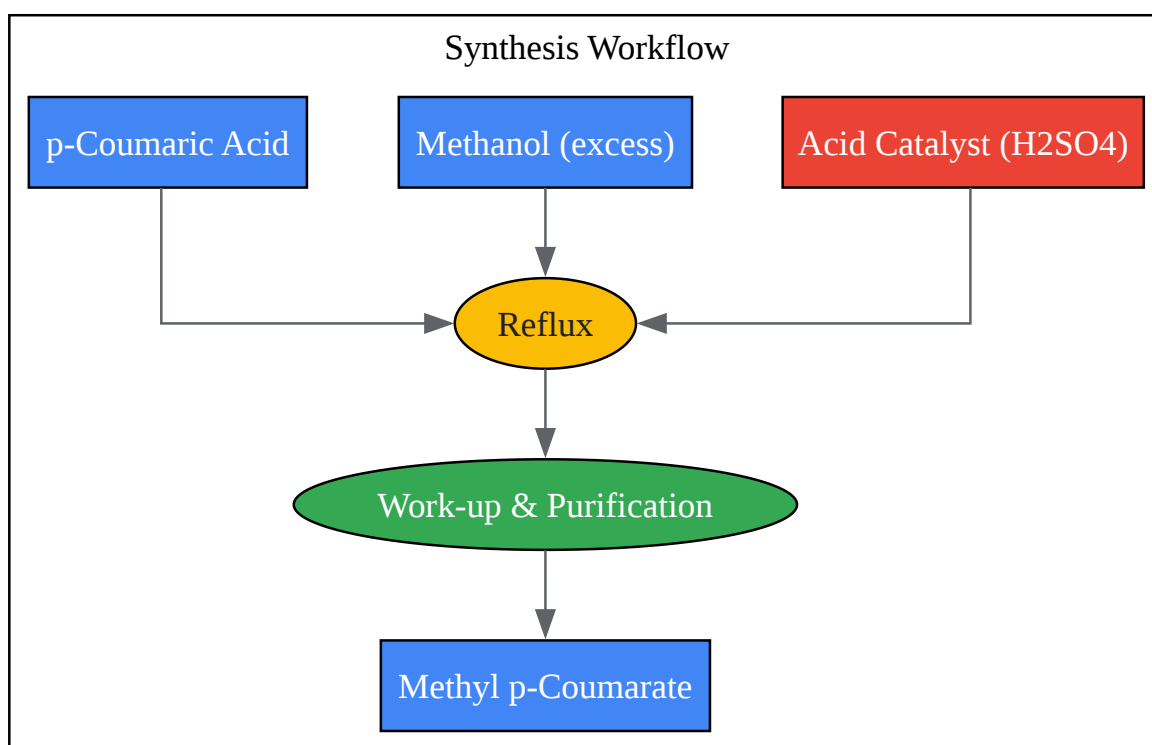 Synthesis Workflow
p-Coumaric Acid
Methanol (excess)
Acid Catalyst (H2SO4)
Reflux
Work-up & Purification
Methyl p-Coumarate